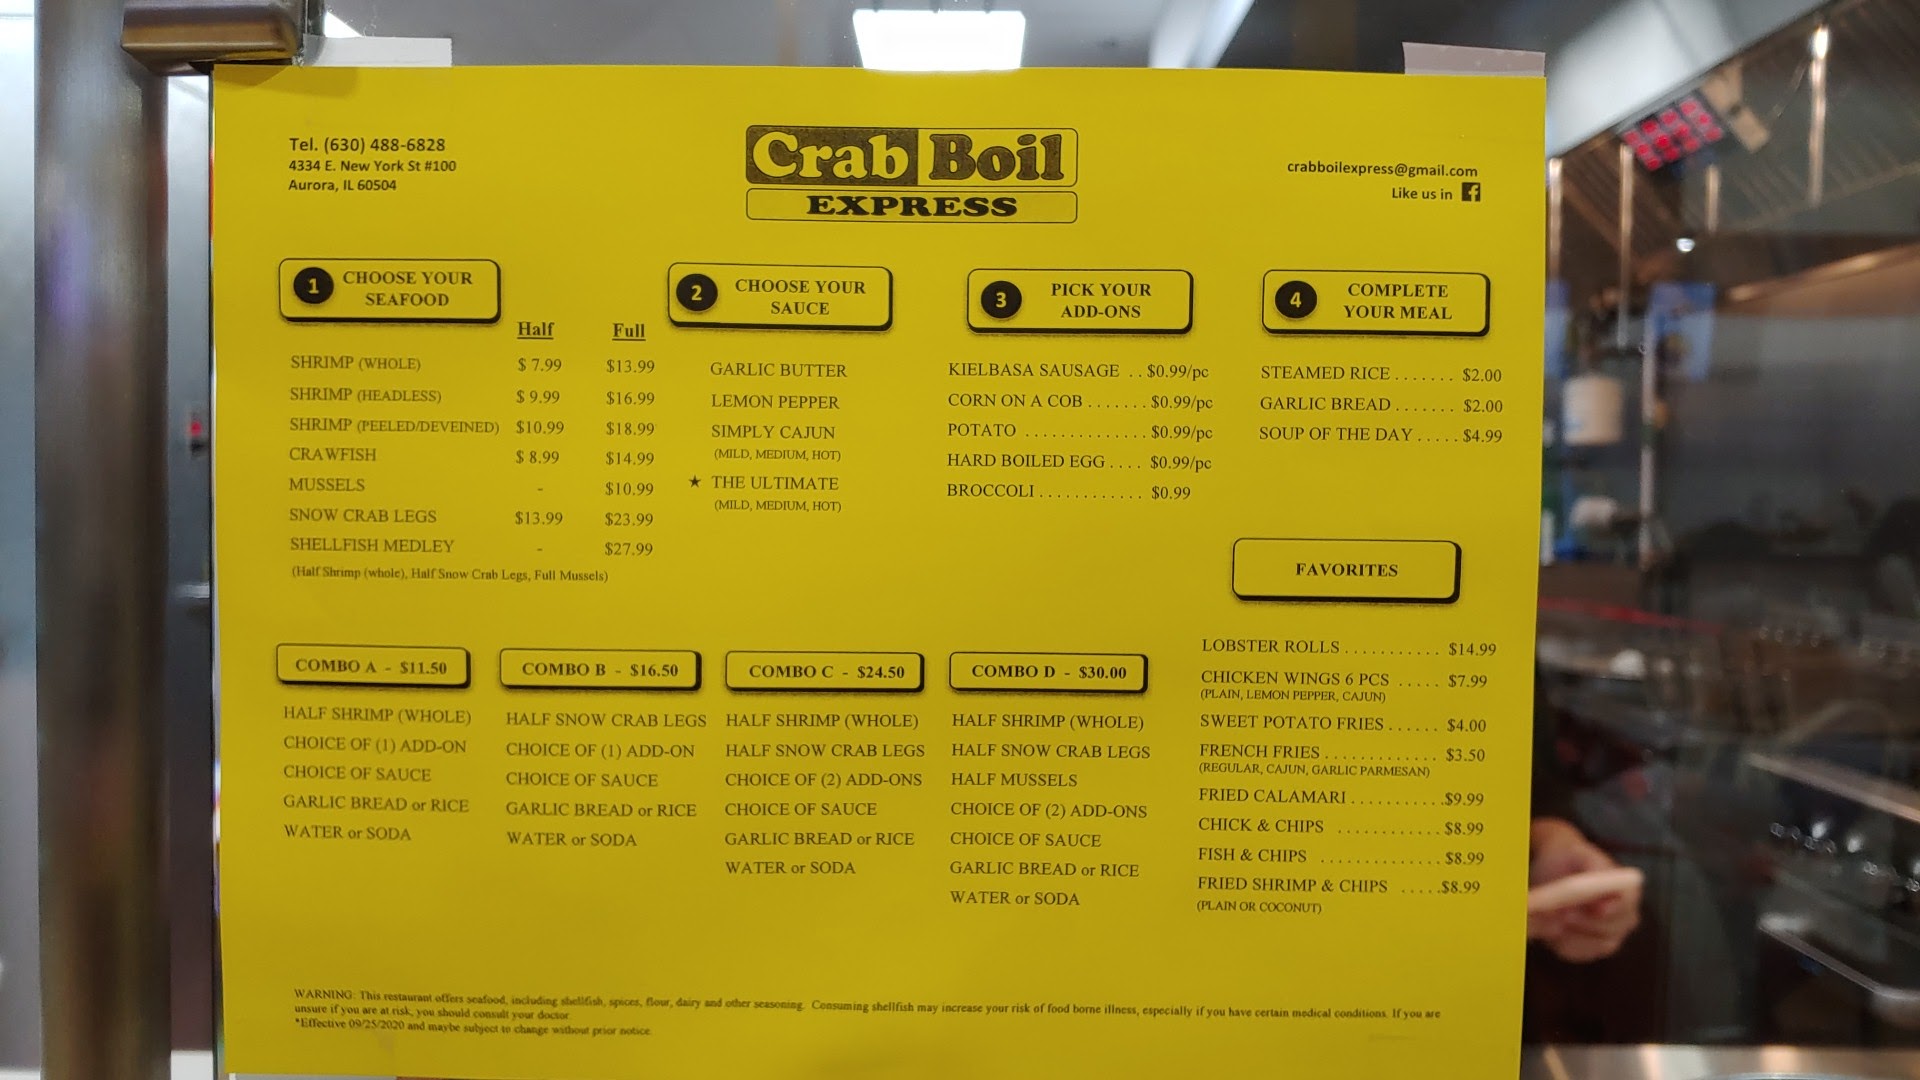 Tel. (630) 488-6828
4334 E. New York St #100
Aurora, IL 60504
Crab Boil
EXPRESS
crabboilexpress@gmail.com
Like us in f
1 CHOOSE YOUR
SEAFOOD
Half Full
SHRIMP (WHOLE) $ 7.99 $13.99
SHRIMP (HEADLESS) $ 9.99 $16.99
SHRIMP (PEELED/DEVEINED) $10.99 $18.99
CRAWFISH $ 8.99 $14.99
MUSSELS - $10.99
SNOW CRAB LEGS $13.99 $23.99
SHELLFISH MEDLEY - $27.99
(Half Shrimp (whole), Half Snow Crab Legs, Full Mussels)
2 CHOOSE YOUR
SAUCE
GARLIC BUTTER
LEMON PEPPER
SIMPLY CAJUN
(MILD, MEDIUM, HOT)
★ THE ULTIMATE
(MILD, MEDIUM, HOT)
3 PICK YOUR
ADD-ONS
KIELBASA SAUSAGE . . $0.99/pc
CORN ON A COB . . . . . . . $0.99/pc
POTATO . . . . . . . . . . . . . $0.99/pc
HARD BOILED EGG . . . . $0.99/pc
BROCCOLI . . . . . . . . . . . . $0.99
4 COMPLETE
YOUR MEAL
STEAMED RICE . . . . . . . $2.00
GARLIC BREAD . . . . . . . $2.00
SOUP OF THE DAY . . . . . $4.99
COMBO A - $11.50
HALF SHRIMP (WHOLE)
CHOICE OF (1) ADD-ON
CHOICE OF SAUCE
GARLIC BREAD or RICE
WATER or SODA
COMBO B - $16.50
HALF SNOW CRAB LEGS
CHOICE OF (1) ADD-ON
CHOICE OF SAUCE
GARLIC BREAD or RICE
WATER or SODA
COMBO C - $24.50
HALF SHRIMP (WHOLE)
HALF SNOW CRAB LEGS
CHOICE OF (2) ADD-ONS
CHOICE OF SAUCE
GARLIC BREAD or RICE
WATER or SODA
COMBO D - $30.00
HALF SHRIMP (WHOLE)
HALF SNOW CRAB LEGS
HALF MUSSELS
CHOICE OF (2) ADD-ONS
CHOICE OF SAUCE
GARLIC BREAD or RICE
WATER or SODA
FAVORITES
LOBSTER ROLLS . . . . . . . . . . . $14.99
CHICKEN WINGS 6 PCS . . . . . $7.99
(PLAIN, LEMON PEPPER, CAJUN)
SWEET POTATO FRIES . . . . . . $4.00
FRENCH FRIES . . . . . . . . . . . . . $3.50
(REGULAR, CAJUN, GARLIC PARMESAN)
FRIED CALAMARI . . . . . . . . . . . $9.99
CHICK & CHIPS . . . . . . . . . . . . $8.99
FISH & CHIPS . . . . . . . . . . . . . . $8.99
FRIED SHRIMP & CHIPS . . . . . $8.99
(PLAIN OR COCONUT)
WARNING: This restaurant offers seafood, including shellfish, spices, flour, dairy and other seasoning. Consuming shellfish may increase your risk of food borne illness, especially if you have certain medical conditions. If you are
unsure if you are at risk, you should consult your doctor.
*Effective 09/25/2020 and maybe subject to change without prior notice.